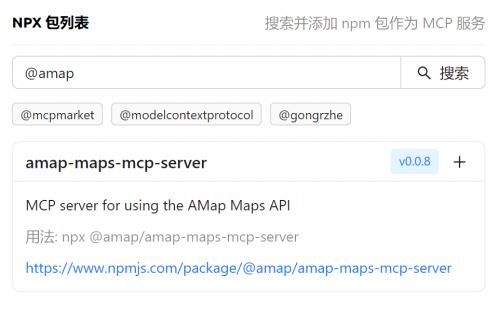 NPX 包列表
搜索并添加 npm 包作为 MCP 服务
@amap
搜索
@mcpmarket
@modelcontextprotocol
@gongrzhe
amap-maps-mcp-server
v0.0.8
MCP server for using the AMap Maps API
用法: npx @amap/amap-maps-mcp-server
https://www.npmjs.com/package/@amap/amap-maps-mcp-server